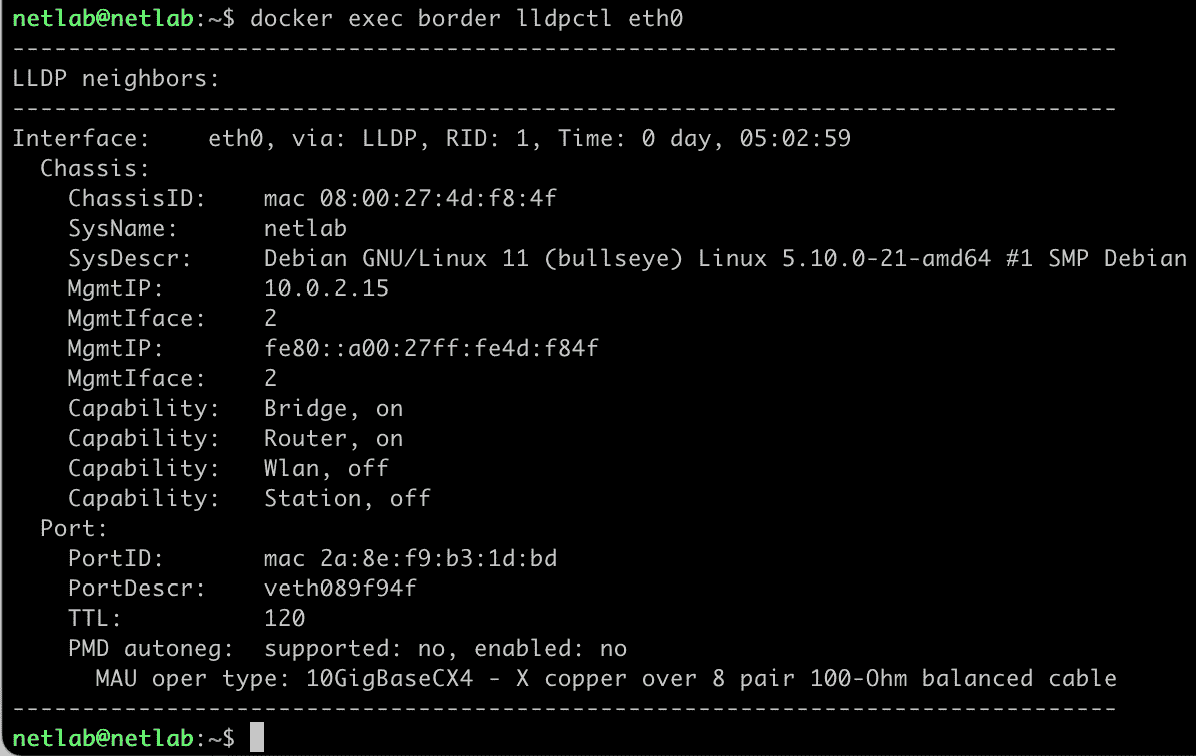 netlab@netlab:~$ docker exec border lldpctl eth0
-------------------------------------------------------------------------------
LLDP neighbors:
-------------------------------------------------------------------------------
Interface:    eth0, via: LLDP, RID: 1, Time: 0 day, 05:02:59
  Chassis:
    ChassisID:    mac 08:00:27:4d:f8:4f
    SysName:      netlab
    SysDescr:     Debian GNU/Linux 11 (bullseye) Linux 5.10.0-21-amd64 #1 SMP Debian
    MgmtIP:       10.0.2.15
    MgmtIface:    2
    MgmtIP:       fe80::a00:27ff:fe4d:f84f
    MgmtIface:    2
    Capability:   Bridge, on
    Capability:   Router, on
    Capability:   Wlan, off
    Capability:   Station, off
  Port:
    PortID:       mac 2a:8e:f9:b3:1d:bd
    PortDescr:    veth089f94f
    TTL:          120
    PMD autoneg:  supported: no, enabled: no
      MAU oper type: 10GigBaseCX4 - X copper over 8 pair 100-Ohm balanced cable
-------------------------------------------------------------------------------
netlab@netlab:~$